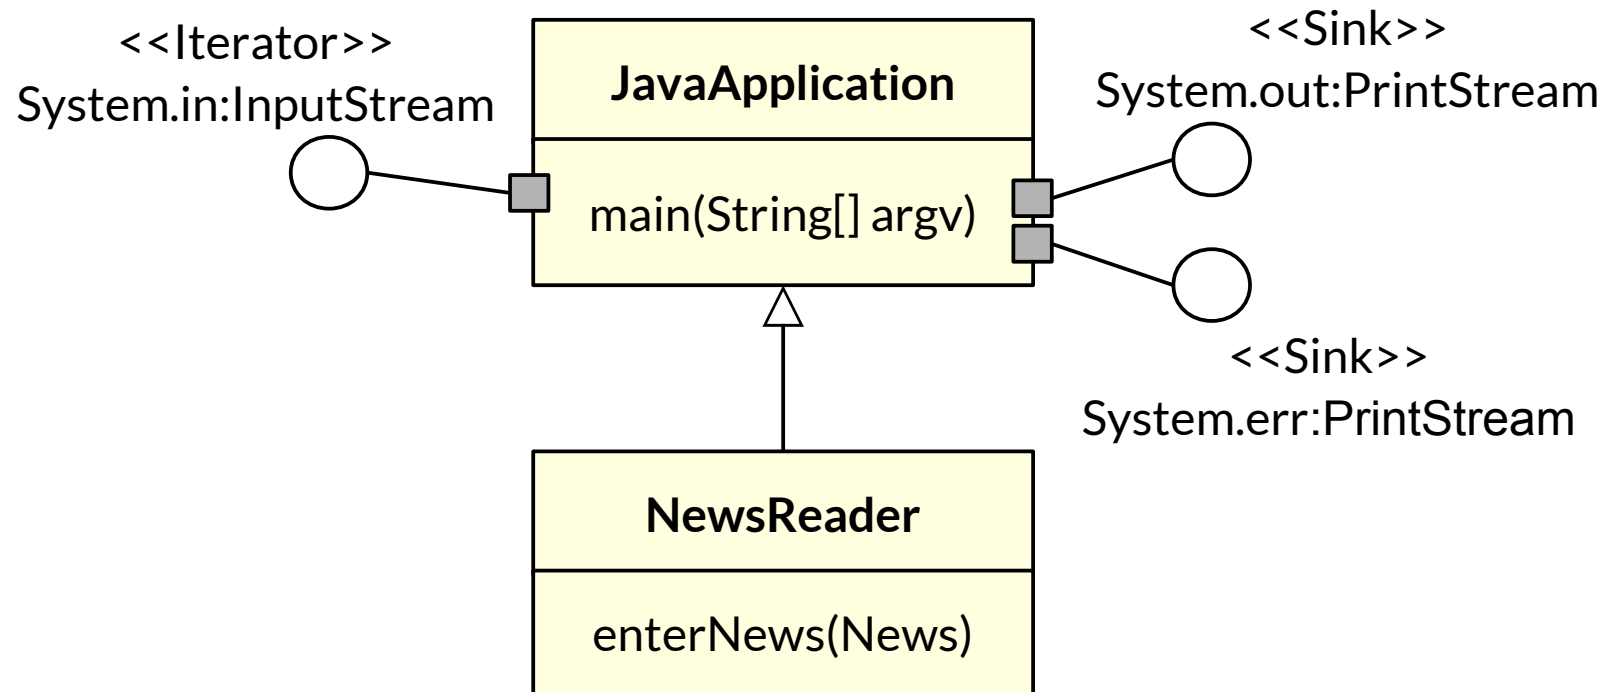 <<Iterator>>
System.in:InputStream
JavaApplication
main(String[] argv)
<<Sink>>
System.out:PrintStream
<<Sink>>
System.err:PrintStream
NewsReader
enterNews(News)